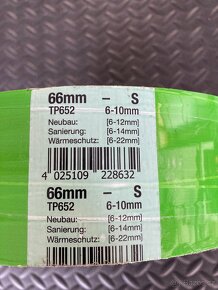 66mm – S
TP652 6-10mm
Neubau: [6-12mm]
Sanierung: [6-14mm]
Wärmeschutz: [6-22mm]
4 025109 228632
66mm – S
TP652 6-10mm
Neubau: [6-12mm]
Sanierung: [6-14mm]
Wärmeschutz: [6-22mm]